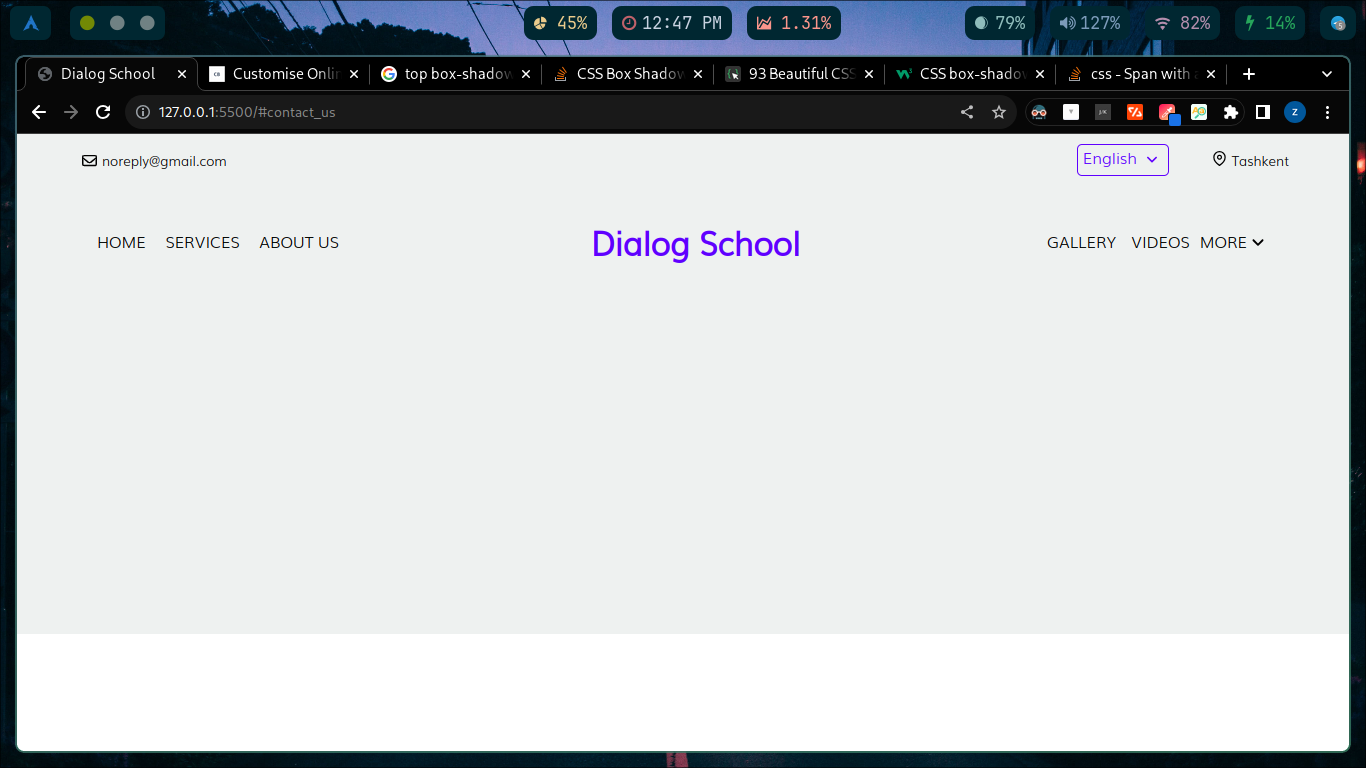 45% 12:47 PM 1.31% 79% 127% 82% 14%
Dialog School Customise Onlin top box-shadow CSS Box Shadow 93 Beautiful CSS CSS box-shadow css - Span with a
127.0.0.1:5500/#contact_us
noreply@gmail.com English Tashkent
HOME SERVICES ABOUT US Dialog School GALLERY VIDEOS MORE